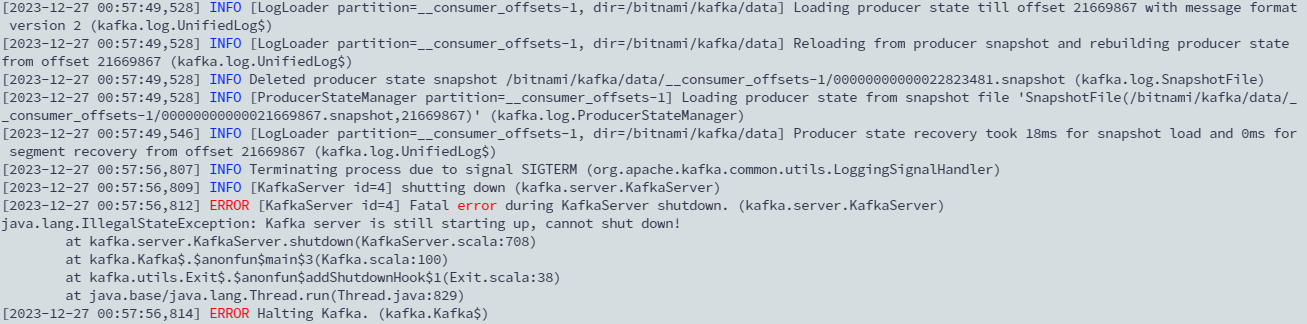 [2023-12-27 00:57:49,528] INFO [LogLoader partition=__consumer_offsets-1, dir=/bitnami/kafka/data] Loading producer state till offset 21669867 with message format
 version 2 (kafka.log.UnifiedLog$)
[2023-12-27 00:57:49,528] INFO [LogLoader partition=__consumer_offsets-1, dir=/bitnami/kafka/data] Reloading from producer snapshot and rebuilding producer state
from offset 21669867 (kafka.log.UnifiedLog$)
[2023-12-27 00:57:49,528] INFO Deleted producer state snapshot /bitnami/kafka/data/__consumer_offsets-1/00000000000022823481.snapshot (kafka.log.SnapshotFile)
[2023-12-27 00:57:49,528] INFO [ProducerStateManager partition=__consumer_offsets-1] Loading producer state from snapshot file 'SnapshotFile(/bitnami/kafka/data/_
_consumer_offsets-1/00000000000021669867.snapshot,21669867)' (kafka.log.ProducerStateManager)
[2023-12-27 00:57:49,546] INFO [LogLoader partition=__consumer_offsets-1, dir=/bitnami/kafka/data] Producer state recovery took 18ms for snapshot load and 0ms for
 segment recovery from offset 21669867 (kafka.log.UnifiedLog$)
[2023-12-27 00:57:56,807] INFO Terminating process due to signal SIGTERM (org.apache.kafka.common.utils.LoggingSignalHandler)
[2023-12-27 00:57:56,809] INFO [KafkaServer id=4] shutting down (kafka.server.KafkaServer)
[2023-12-27 00:57:56,812] ERROR [KafkaServer id=4] Fatal error during KafkaServer shutdown. (kafka.server.KafkaServer)
java.lang.IllegalStateException: Kafka server is still starting up, cannot shut down!
        at kafka.server.KafkaServer.shutdown(KafkaServer.scala:708)
        at kafka.Kafka$.$anonfun$main$3(Kafka.scala:100)
        at kafka.utils.Exit$.$anonfun$addShutdownHook$1(Exit.scala:38)
        at java.base/java.lang.Thread.run(Thread.java:829)
[2023-12-27 00:57:56,814] ERROR Halting Kafka. (kafka.Kafka$)